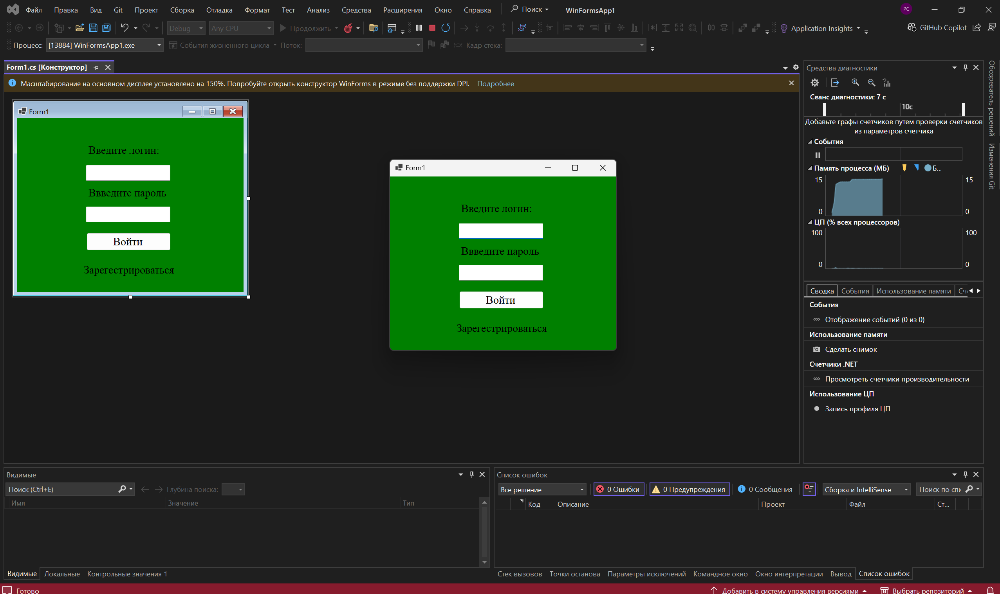 Файл Правка Вид Git Проект Сборка Отладка Формат Тест Анализ Средства Расширения Окно Справка Поиск WinFormsApp1 PC
Debug Any CPU Продолжить Application Insights GitHub Copilot
Процесс: [13884] WinFormsApp1.exe События жизненного цикла Поток: Кадр стека:
Form1.cs [Конструктор]
Масштабирование на основном дисплее установлено на 150%. Попробуйте открыть конструктор WinForms в режиме без поддержки DPI. Подробнее
Form1
Введите логин:
Ввведите пароль
Войти
Зарегестрироваться
Form1
Введите логин:
Ввведите пароль
Войти
Зарегестрироваться
Средства диагностики
Сеанс диагностики: 7 с
10с
Добавьте графы счетчиков путем проверки счетчиков
из параметров счетчика
События
Память процесса (МБ) Б...
15 15
0 0
ЦП (% всех процессоров)
100 100
0 0
Сводка События Использование памяти Сч
События
Отображение событий (0 из 0)
Использование памяти
Сделать снимок
Счетчики .NET
Просмотреть счетчики производительности
Использование ЦП
Запись профиля ЦП
Обозреватель решений
Изменения Git
Видимые
Поиск (Ctrl+E) Глубина поиска:
Имя Значение Тип
Видимые Локальные Контрольные значения 1
Список ошибок
Все решение 0 Ошибки 0 Предупреждения 0 Сообщения Сборка и IntelliSense Поиск по спи
Код Описание Проект Файл Ст...
Стек вызовов Точки останова Параметры исключений Командное окно Окно интерпретации Вывод Список ошибок
Готово Добавить в систему управления версиями Выбрать репозиторий